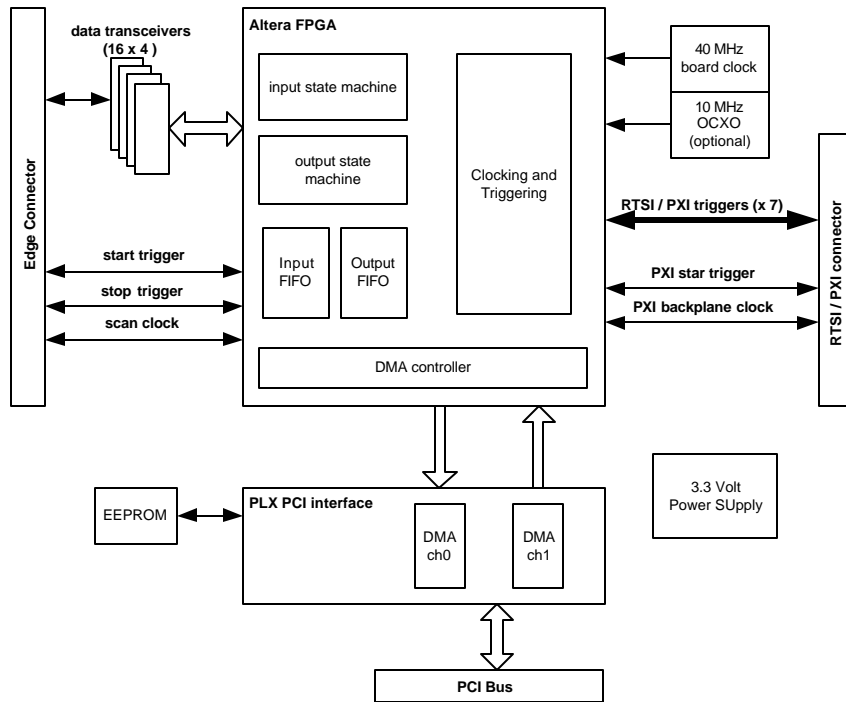 data transceivers
(16 x 4 )
Altera FPGA
input state machine
output state
machine
Input
FIFO
Output
FIFO
Clocking and
Triggering
DMA controller
40 MHz
board clock
10 MHz
OCXO
(optional)
Edge Connector
start trigger
stop trigger
scan clock
RTSI / PXI triggers (x 7)
PXI star trigger
PXI backplane clock
RTSI / PXI connector
EEPROM
PLX PCI interface
DMA
ch0
DMA
ch1
3.3 Volt
Power SUpply
PCI Bus